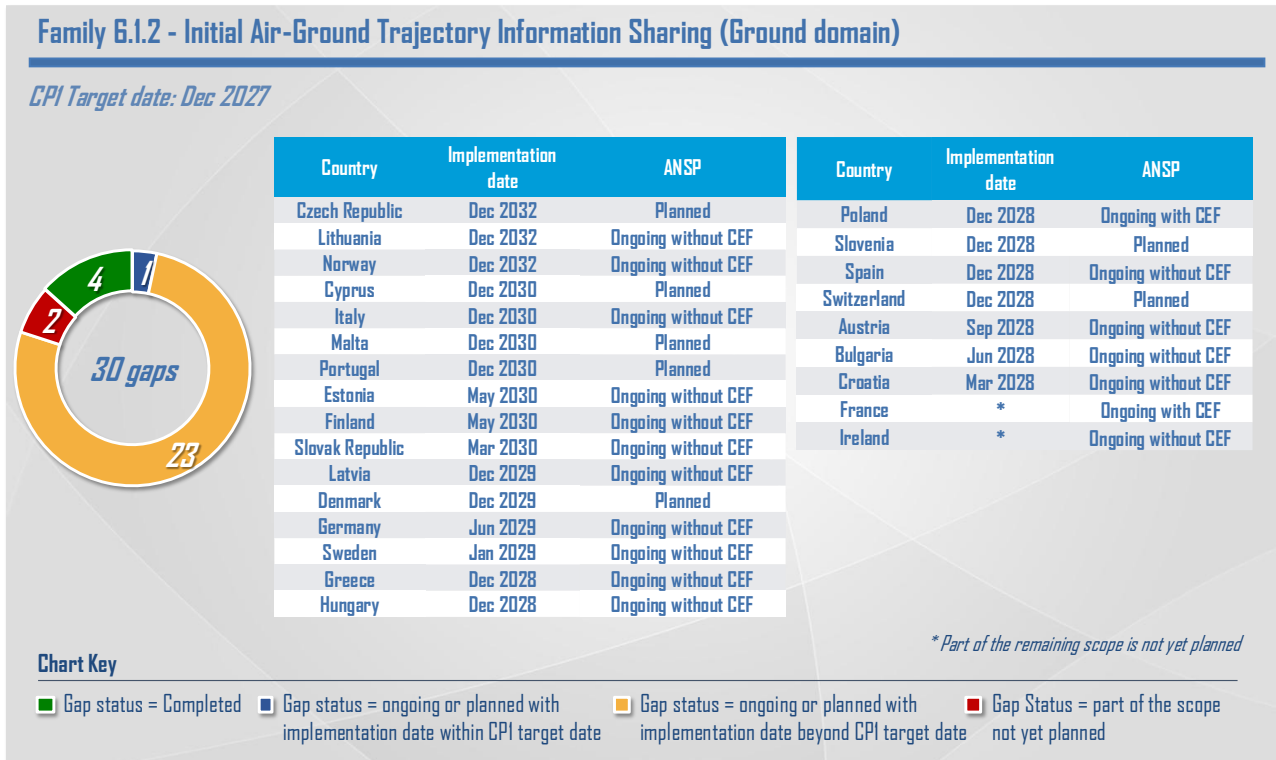 Family 6.1.2 - Initial Air-Ground Trajectory Information Sharing (Ground domain)
CP1 Target date: Dec 2027
4
1
2
30 gaps
23
Country Implementation date ANSP
Czech Republic Dec 2032 Planned
Lithuania Dec 2032 Ongoing without CEF
Norway Dec 2032 Ongoing without CEF
Cyprus Dec 2030 Planned
Italy Dec 2030 Ongoing without CEF
Malta Dec 2030 Planned
Portugal Dec 2030 Planned
Estonia May 2030 Ongoing without CEF
Finland May 2030 Ongoing without CEF
Slovak Republic Mar 2030 Ongoing without CEF
Latvia Dec 2029 Ongoing without CEF
Denmark Dec 2029 Planned
Germany Jun 2029 Ongoing without CEF
Sweden Jan 2029 Ongoing without CEF
Greece Dec 2028 Ongoing without CEF
Hungary Dec 2028 Ongoing without CEF
Country Implementation date ANSP
Poland Dec 2028 Ongoing with CEF
Slovenia Dec 2028 Planned
Spain Dec 2028 Ongoing without CEF
Switzerland Dec 2028 Planned
Austria Sep 2028 Ongoing without CEF
Bulgaria Jun 2028 Ongoing without CEF
Croatia Mar 2028 Ongoing without CEF
France * Ongoing with CEF
Ireland * Ongoing without CEF
* Part of the remaining scope is not yet planned
Chart Key
Gap status = Completed
Gap status = ongoing or planned with
implementation date within CP1 target date
Gap status = ongoing or planned with
implementation date beyond CP1 target date
Gap Status = part of the scope
not yet planned